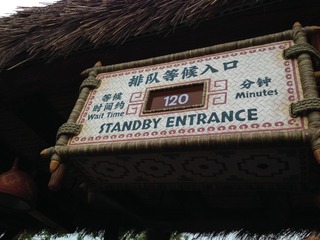 排队等候入口
等候
时间约
Wait Time
120
分钟
Minutes
STANDBY ENTRANCE